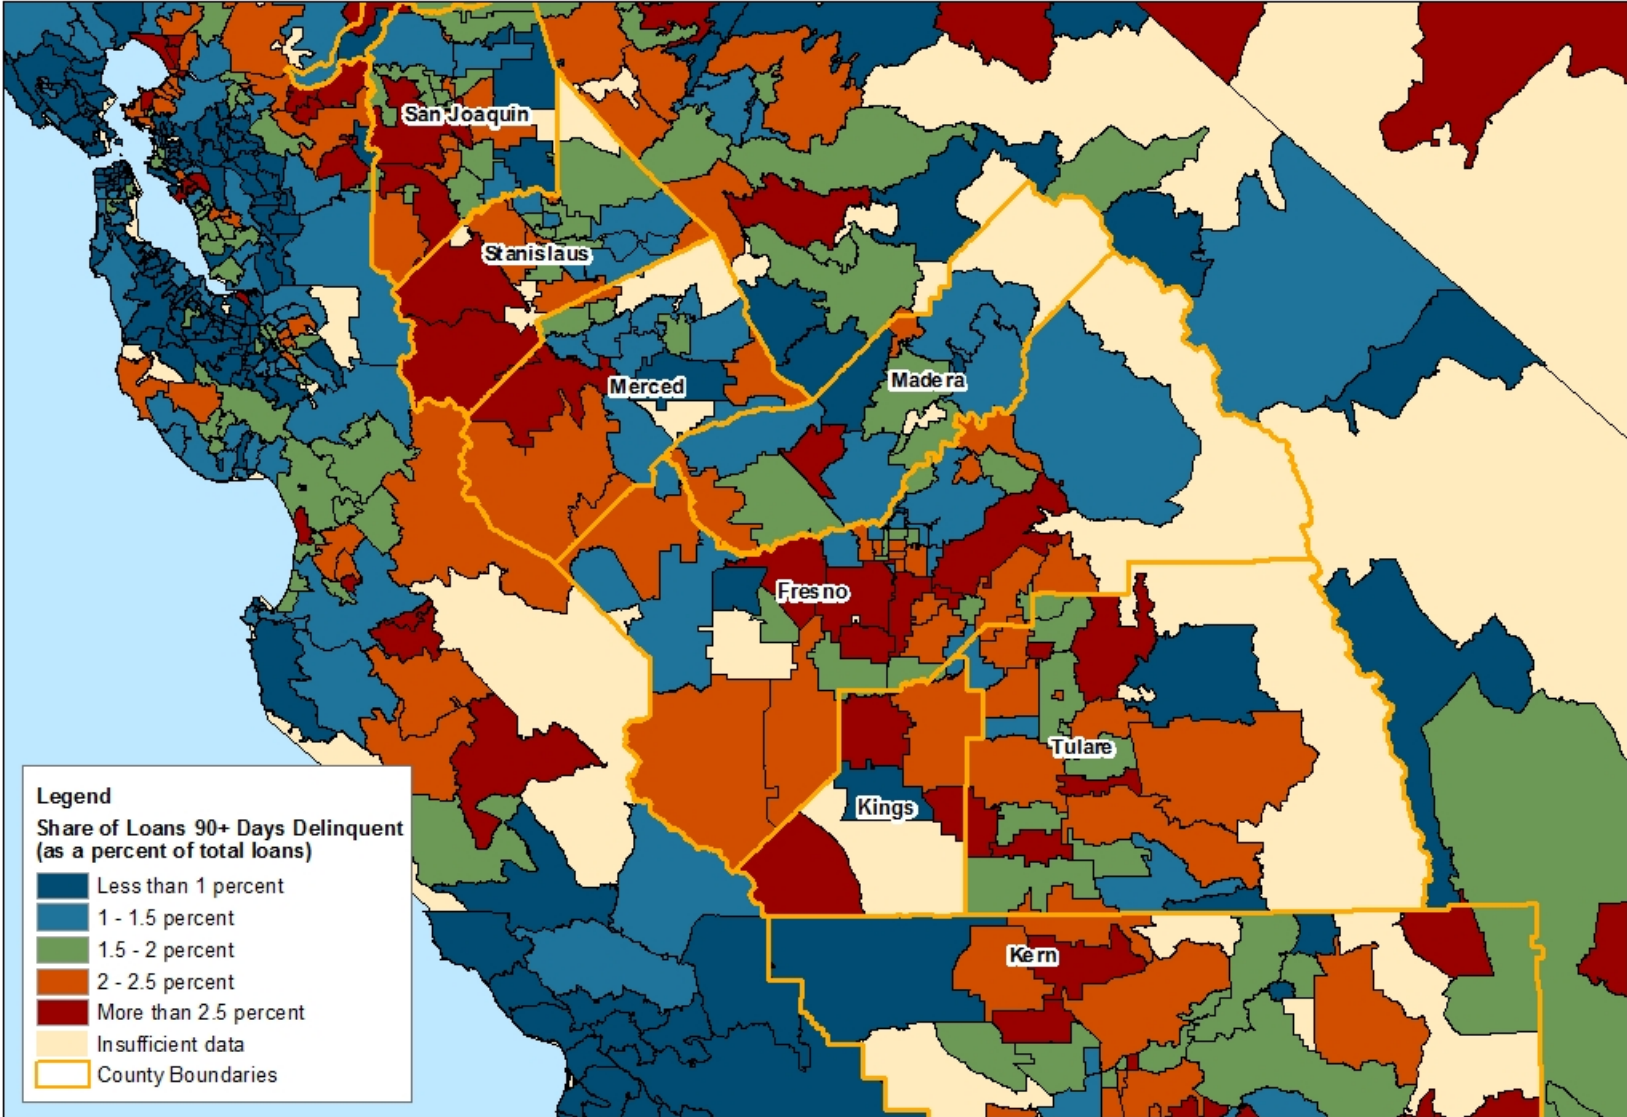 San Joaquin
Stanislaus
Merced
Madera
Fresno
Tulare
Kings
Kern
Legend
Share of Loans 90+ Days Delinquent
(as a percent of total loans)
Less than 1 percent
1 - 1.5 percent
1.5 - 2 percent
2 - 2.5 percent
More than 2.5 percent
Insufficient data
County Boundaries